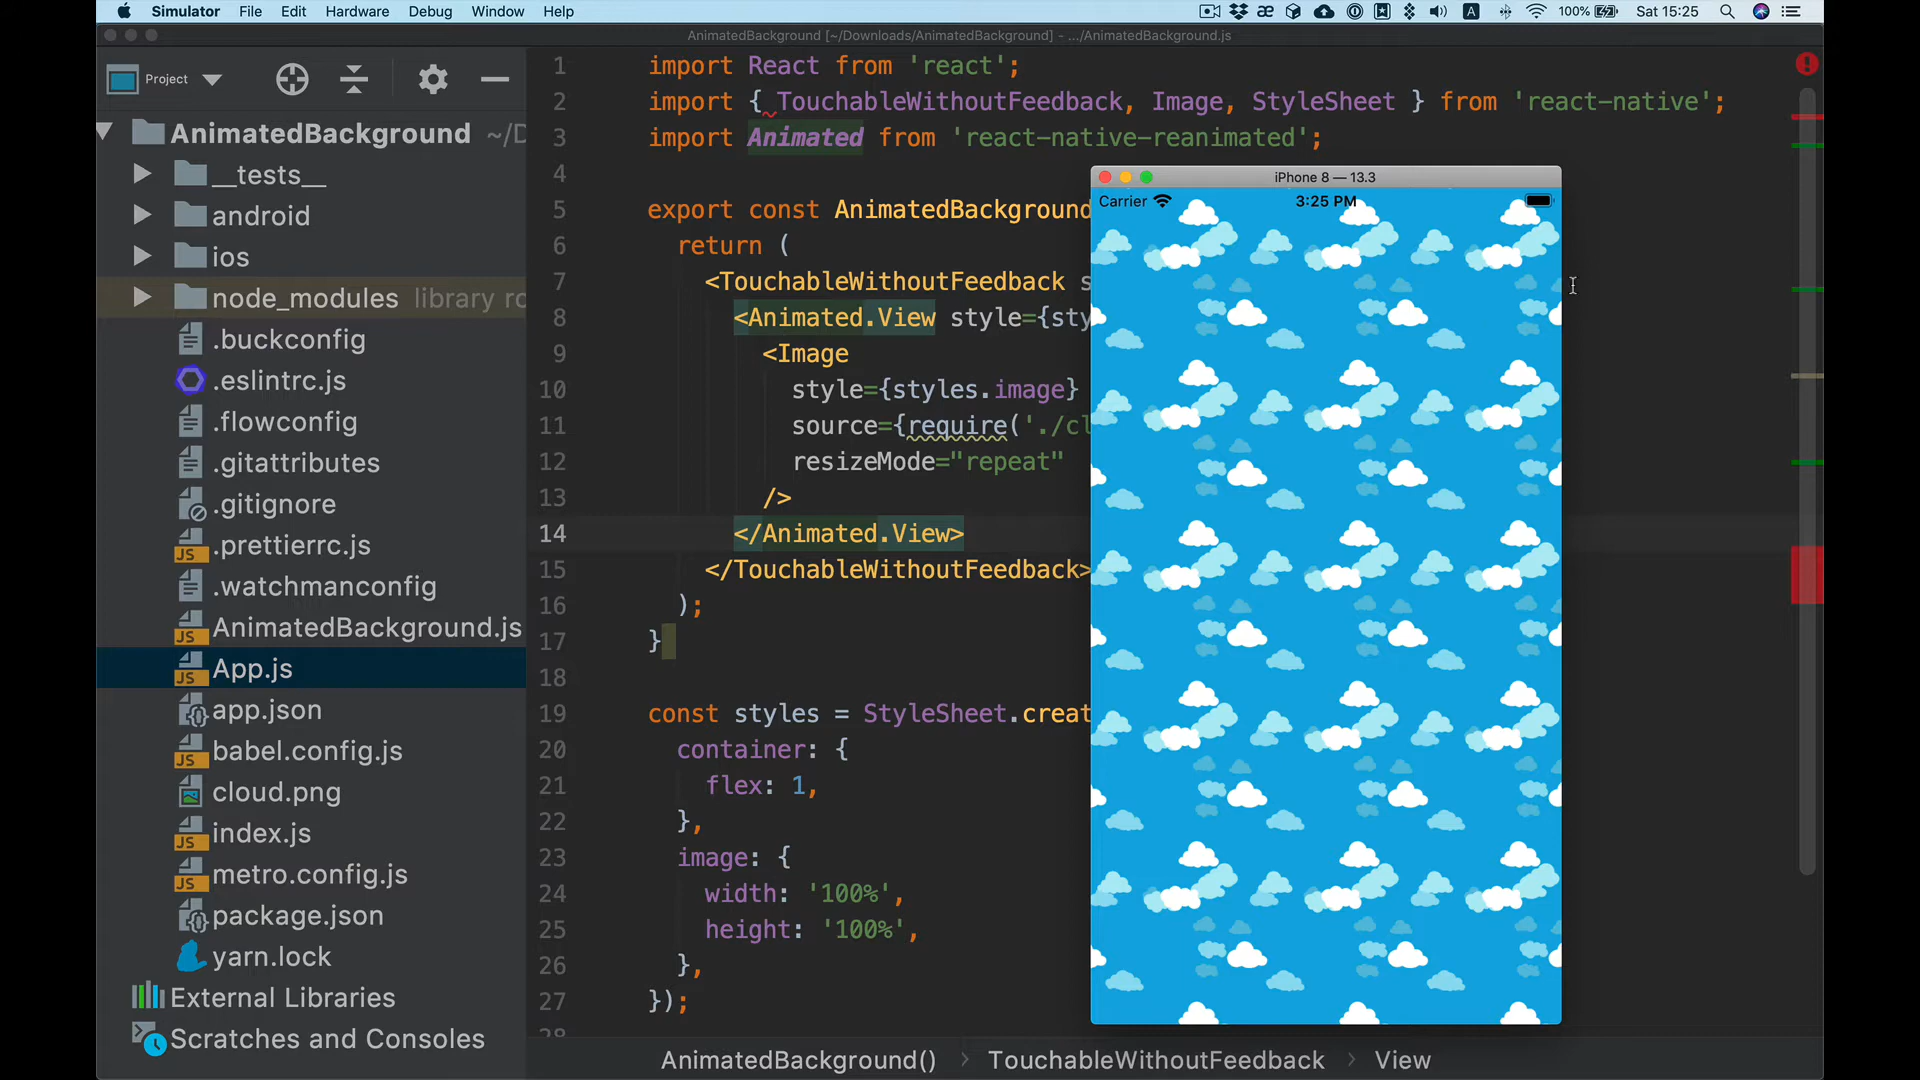 Simulator File Edit Hardware Debug Window Help
100% Sat 15:25
AnimatedBackground [~/Downloads/AnimatedBackground] - .../AnimatedBackground.js
Project
AnimatedBackground ~/D
__tests__
android
ios
node_modules library ro
.buckconfig
.eslintrc.js
.flowconfig
.gitattributes
.gitignore
.prettierrc.js
.watchmanconfig
AnimatedBackground.js
App.js
app.json
babel.config.js
cloud.png
index.js
metro.config.js
package.json
yarn.lock
External Libraries
Scratches and Consoles
1 import React from 'react';
2 import { TouchableWithoutFeedback, Image, StyleSheet } from 'react-native';
3 import Animated from 'react-native-reanimated';
4
5 export const AnimatedBackground
6 return (
7 <TouchableWithoutFeedback s
8 <Animated.View style={sty
9 <Image
10 style={styles.image}
11 source={require('./cl
12 resizeMode="repeat"
13 />
14 </Animated.View>
15 </TouchableWithoutFeedback>
16 );
17 }
18
19 const styles = StyleSheet.creat
20 container: {
21 flex: 1,
22 },
23 image: {
24 width: '100%',
25 height: '100%',
26 },
27 });
28
iPhone 8 — 13.3
Carrier 3:25 PM
AnimatedBackground() › TouchableWithoutFeedback › View